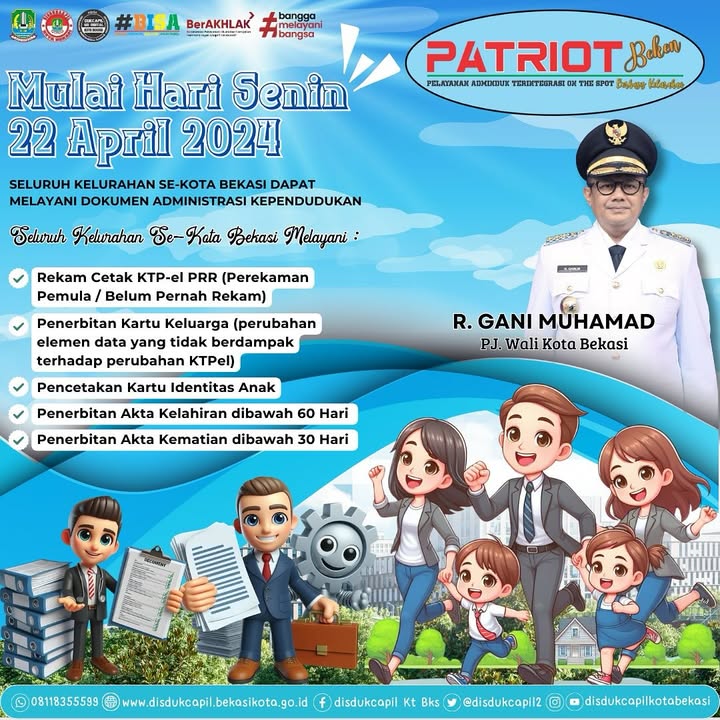 #BISA
BerAKHLAK
#bangga
melayani
bangsa
PATRIOT Beken
PELAYANAN ADMINDUK TERINTEGRASI ON THE SPOT Berbasis Kelurahan
Mulai Hari Senin
22 April 2024
SELURUH KELURAHAN SE-KOTA BEKASI DAPAT
MELAYANI DOKUMEN ADMINISTRASI KEPENDUDUKAN
Seluruh Kelurahan Se-Kota Bekasi Melayani :
Rekam Cetak KTP-el PRR (Perekaman
Pemula / Belum Pernah Rekam)
Penerbitan Kartu Keluarga (perubahan
elemen data yang tidak berdampak
terhadap perubahan KTPel)
Pencetakan Kartu Identitas Anak
Penerbitan Akta Kelahiran dibawah 60 Hari
Penerbitan Akta Kematian dibawah 30 Hari
R. GANI MUHAMAD
PJ. Wali Kota Bekasi
08118355599 www.disdukcapil.bekasikota.go.id disdukcapil Kt Bks @disdukcapil2 disdukcapilkotabekasi